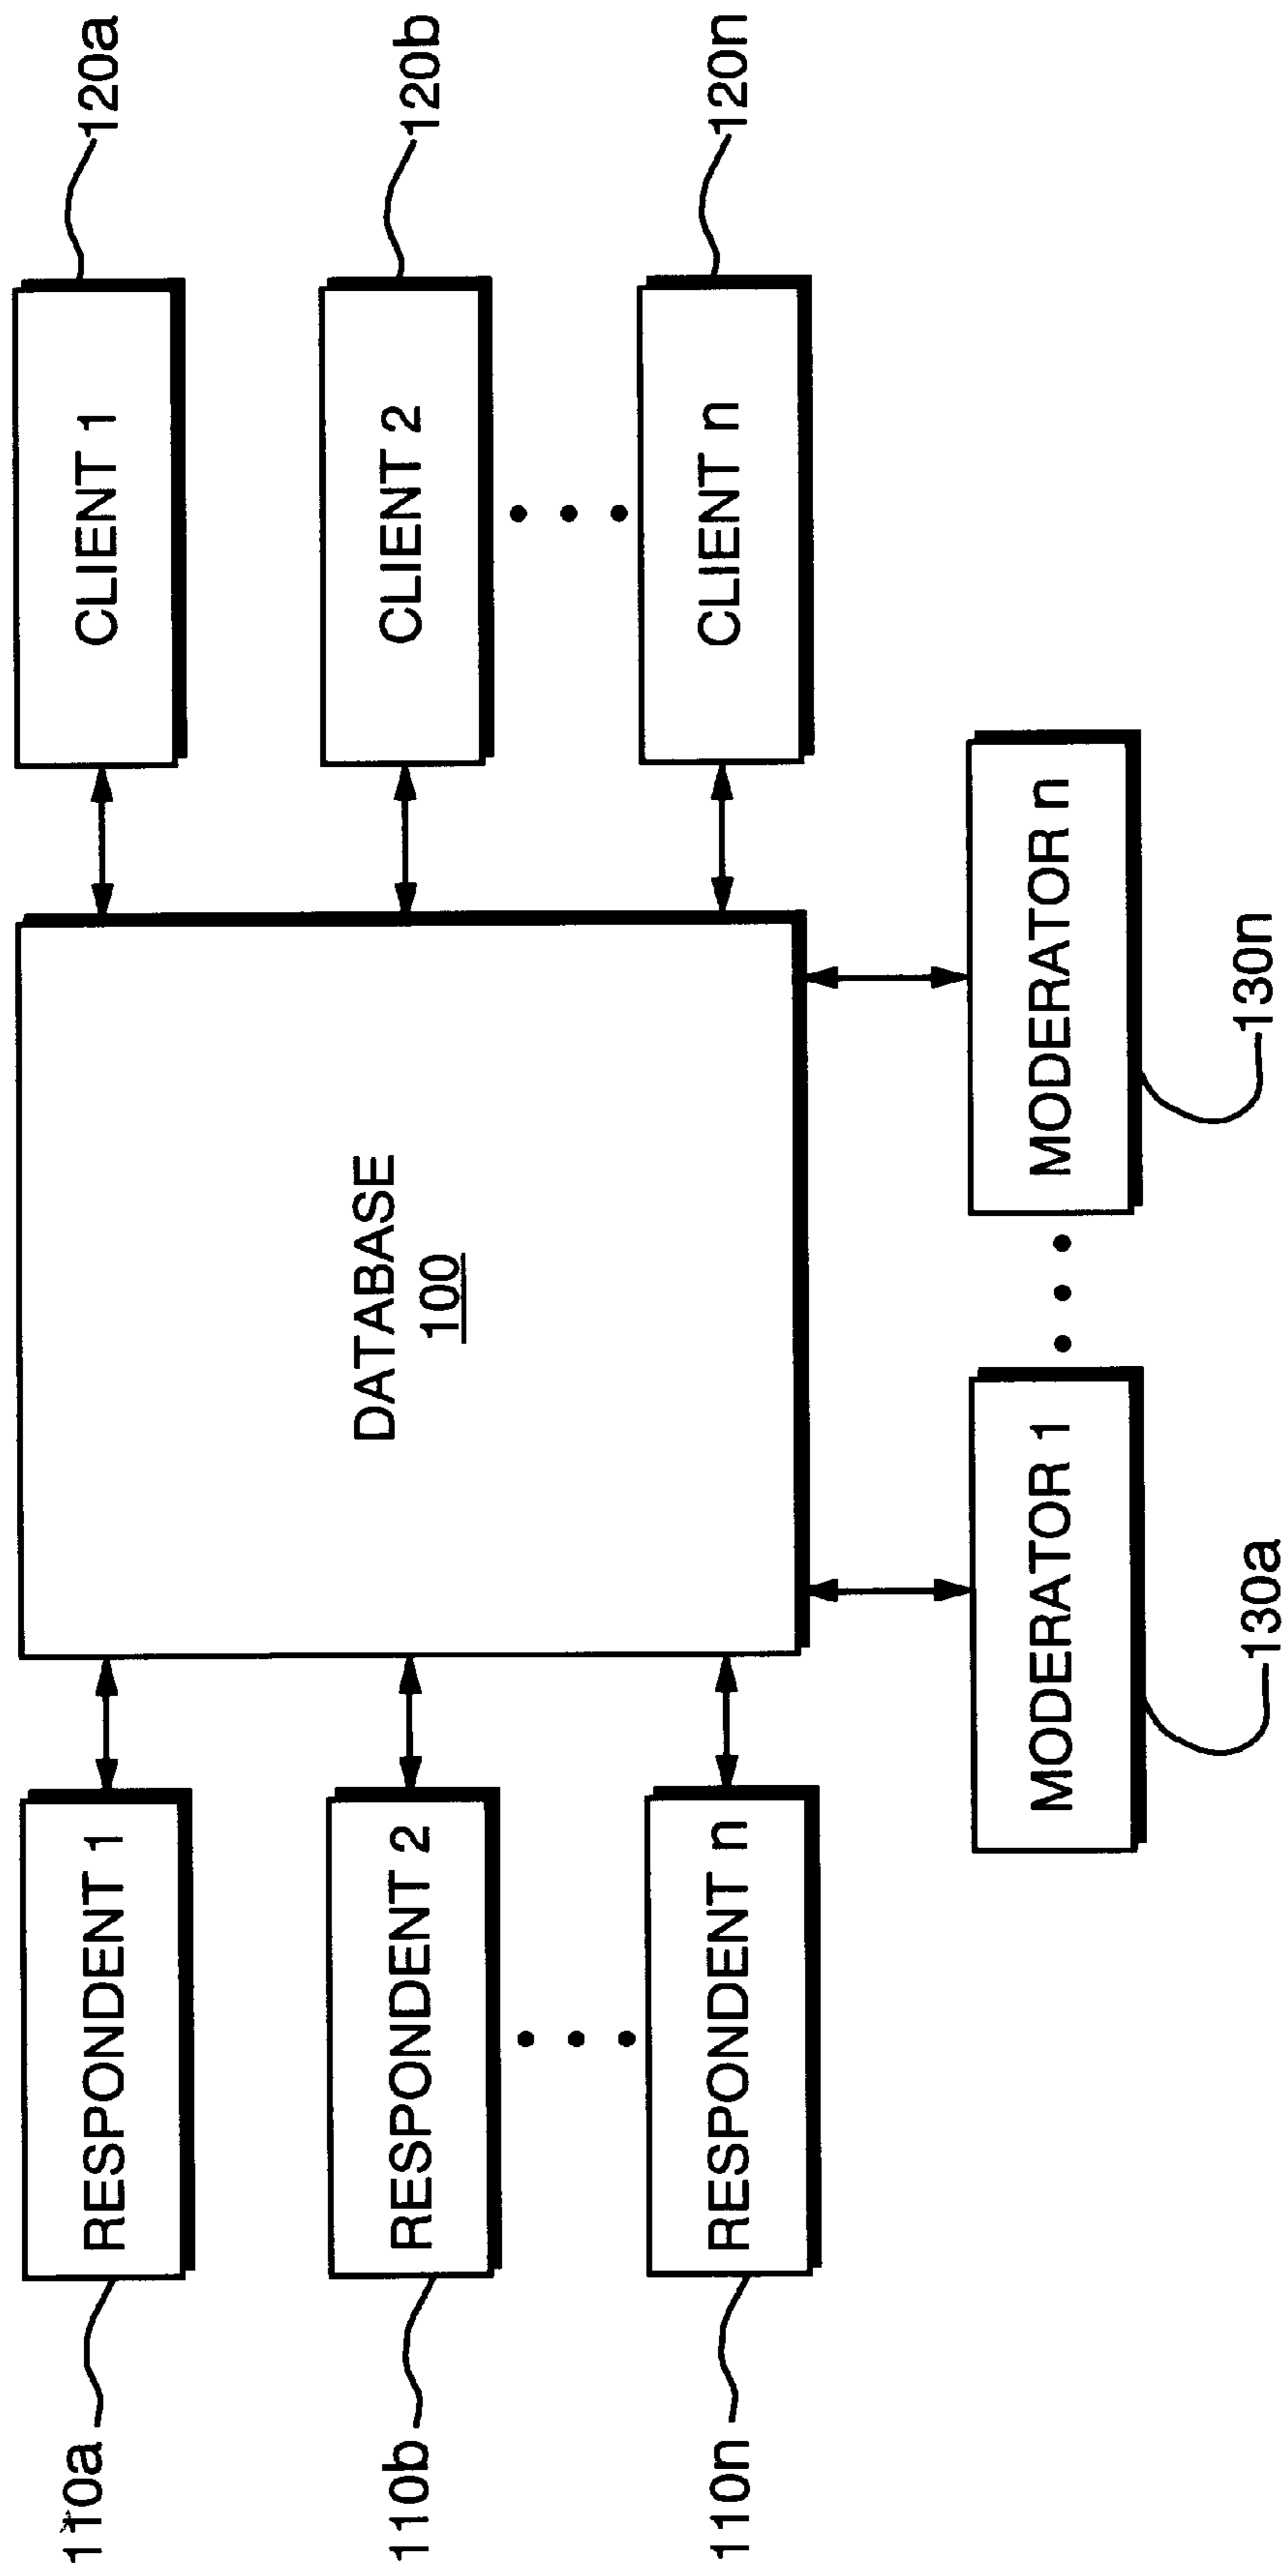 110a
RESPONDENT 1
CLIENT 1
120a
110b
RESPONDENT 2
DATABASE
100
CLIENT 2
120b
110n
RESPONDENT n
CLIENT n
120n
MODERATOR 1
MODERATOR n
130a
130n